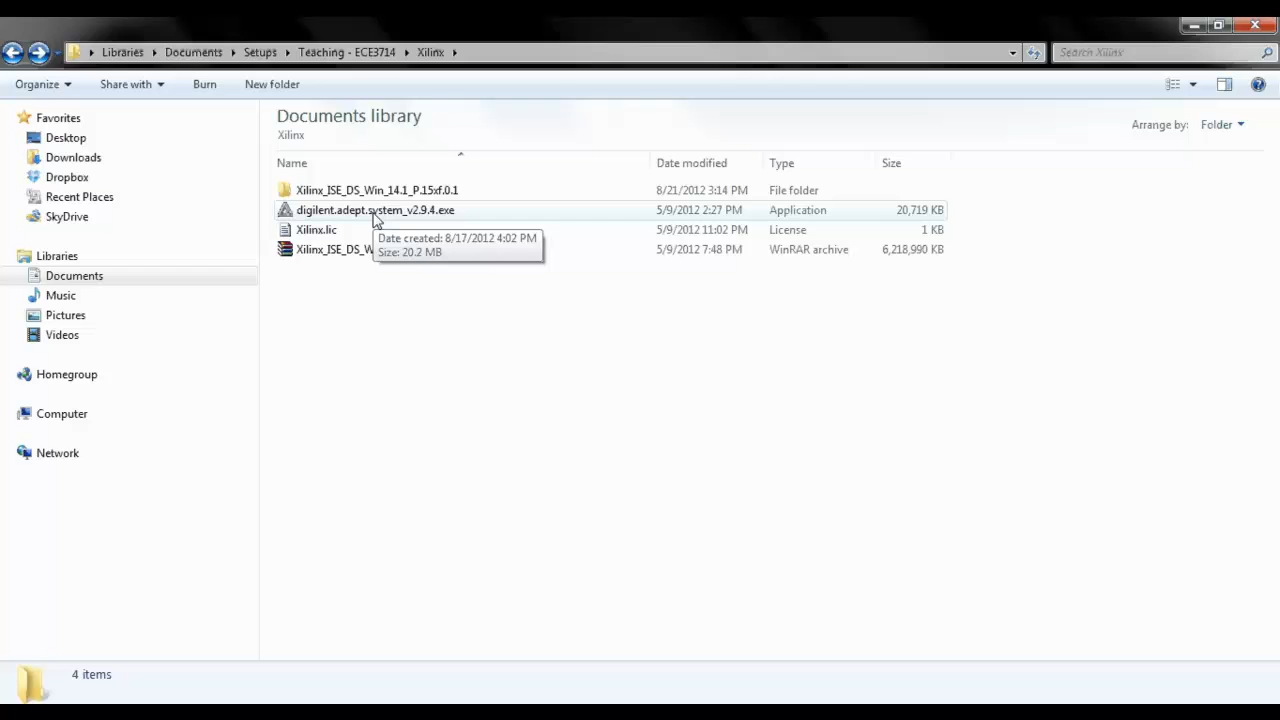 Libraries Documents Setups Teaching - ECE3714 Xilinx
Search Xilinx
Organize Share with Burn New folder
Favorites
Desktop
Downloads
Dropbox
Recent Places
SkyDrive
Libraries
Documents
Music
Pictures
Videos
Homegroup
Computer
Network
Documents library
Xilinx
Arrange by: Folder
Name Date modified Type Size
Xilinx_ISE_DS_Win_14.1_P.15xf.0.1 8/21/2012 3:14 PM File folder
digilent.adept.system_v2.9.4.exe 5/9/2012 2:27 PM Application 20,719 KB
Xilinx.lic 5/9/2012 11:02 PM License 1 KB
Xilinx_ISE_DS_W 5/9/2012 7:48 PM WinRAR archive 6,218,990 KB
Date created: 8/17/2012 4:02 PM
Size: 20.2 MB
4 items